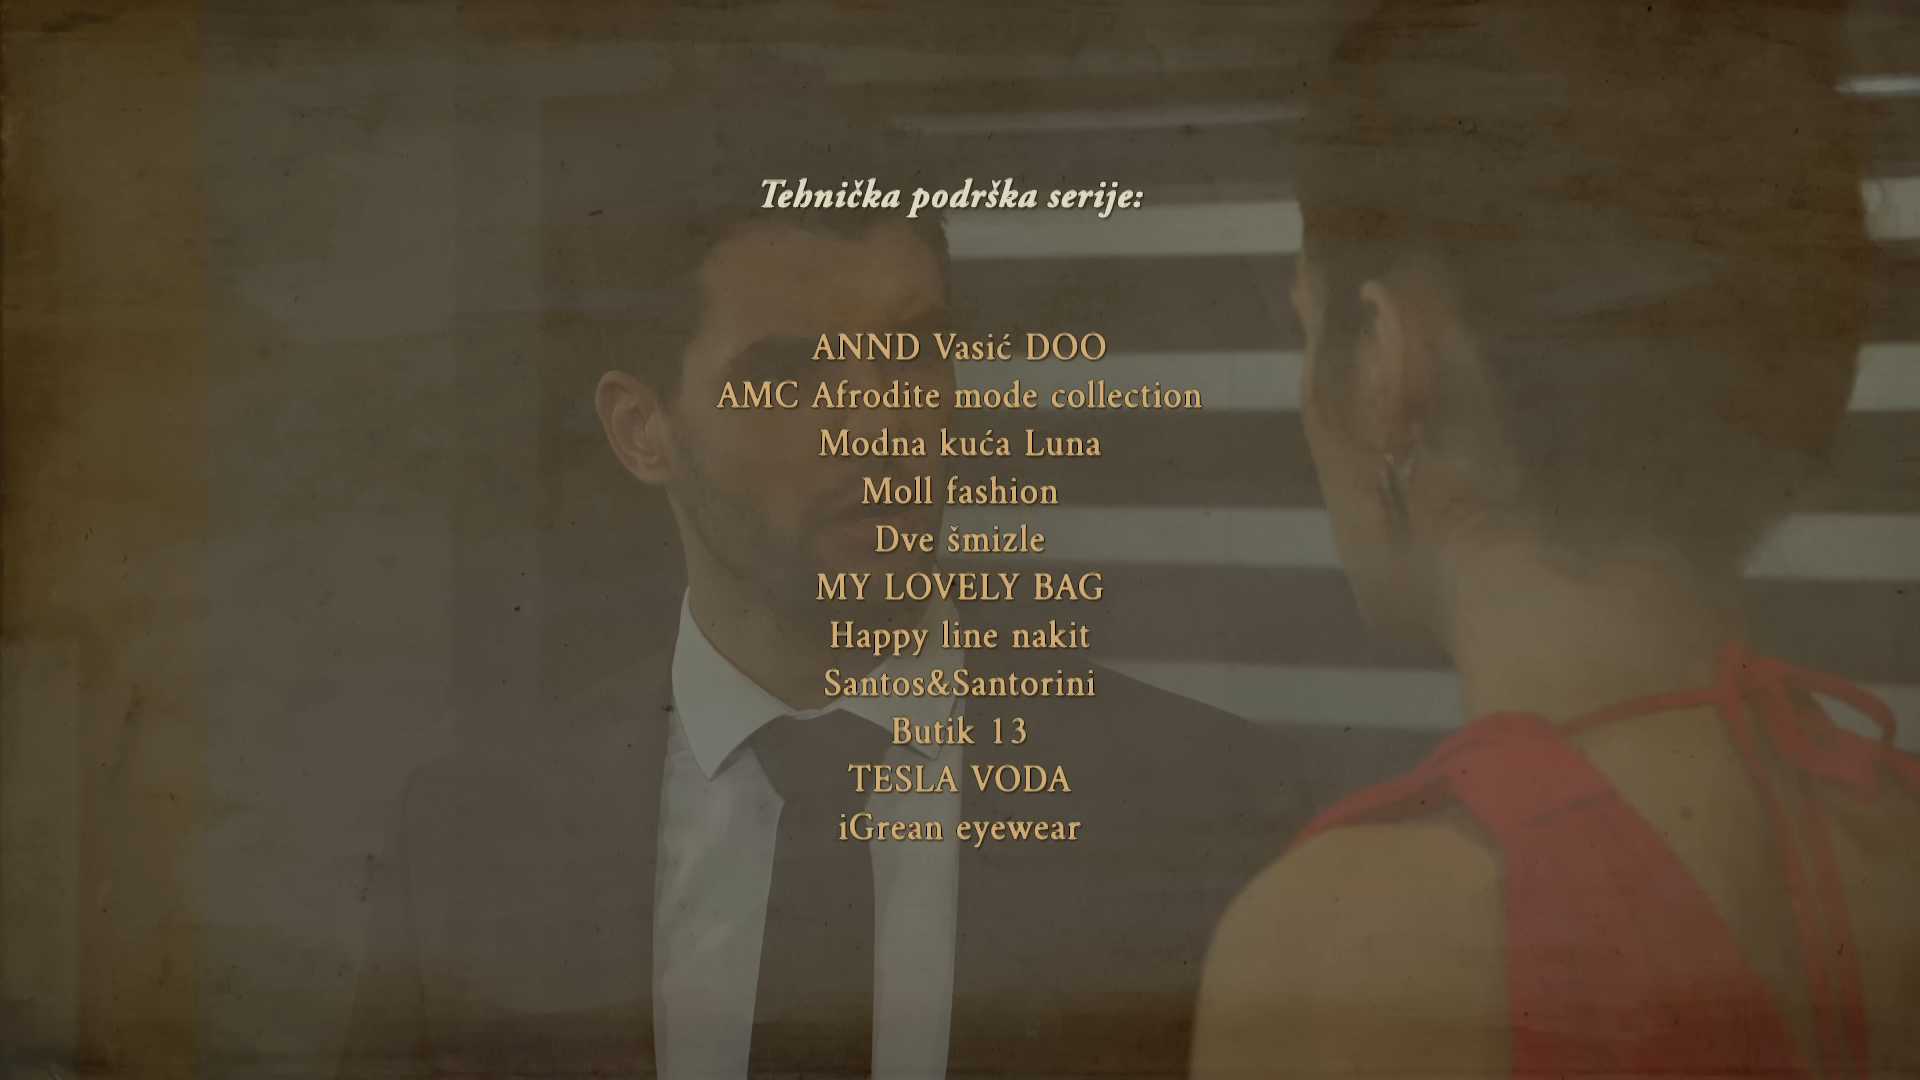 Tehnička podrška serije:
ANND Vasić DOO
AMC Afrodite mode collection
Modna kuća Luna
Moll fashion
Dve šmizle
MY LOVELY BAG
Happy line nakit
Santos&Santorini
Butik 13
TESLA VODA
iGrean eyewear